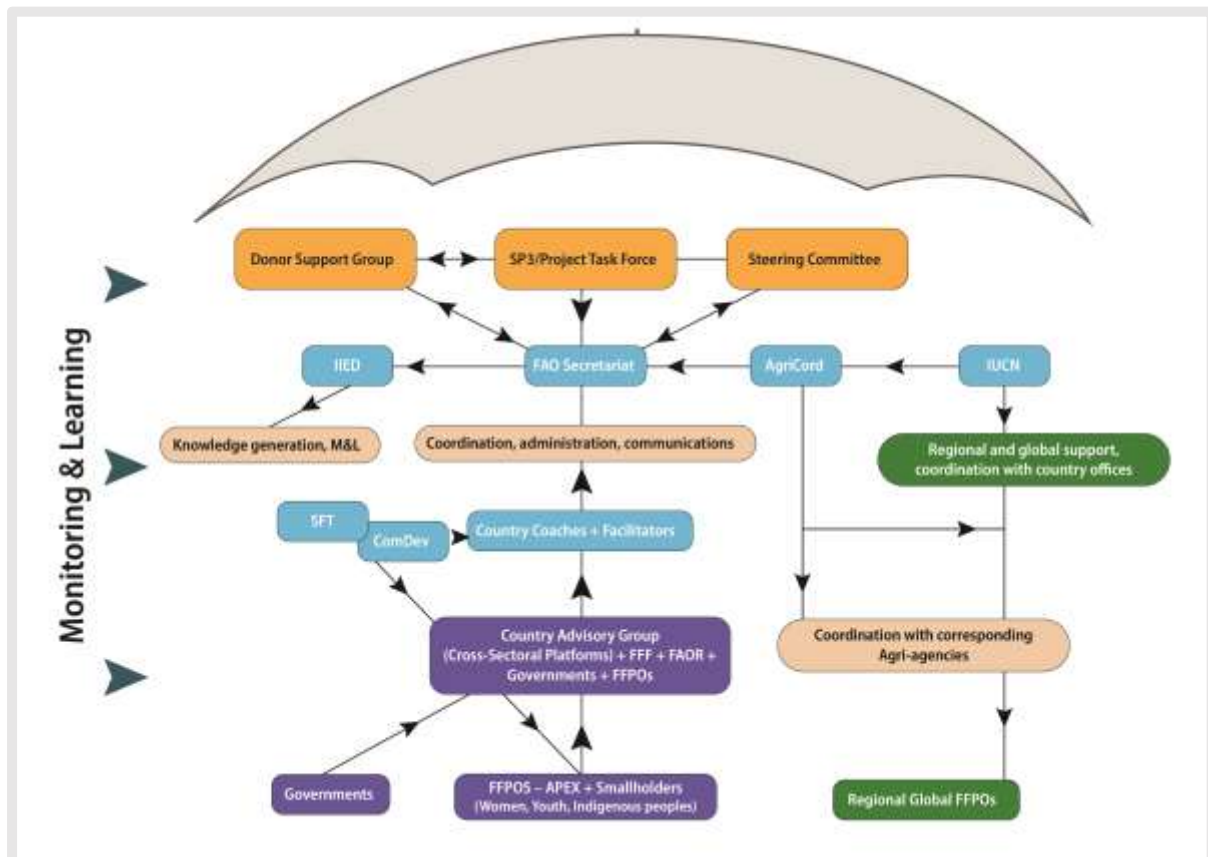 Monitoring & Learning
Donor Support Group
SP3/Project Task Force
Steering Committee
IIED
FAO Secretariat
AgriCord
IUCN
Knowledge generation, M&L
Coordination, administration, communications
Regional and global support,
coordination with country offices
SFT
ComDev
Country Coaches + Facilitators
Country Advisory Group
(Cross-Sectoral Platforms) + FFF + FAOR +
Governments + FFPOs
Coordination with corresponding
Agri-agencies
Governments
FFPOS – APEX + Smallholders
(Women, Youth, Indigenous peoples)
Regional Global FFPOs